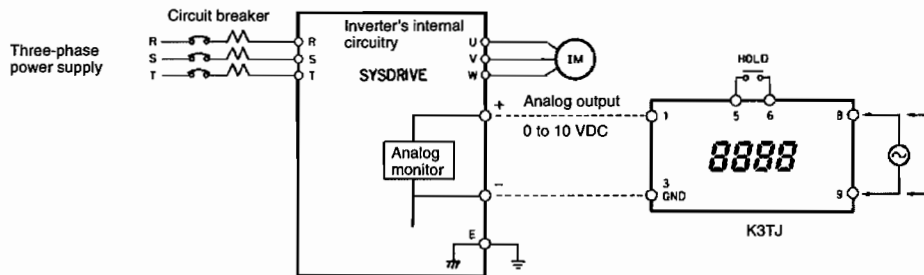 Circuit breaker
Three-phase
power supply
R
S
T
R
S
T
Inverter's internal
circuitry
SYSDRIVE
U
V
W
IM
+
Analog output
0 to 10 VDC
Analog
monitor
−
E
HOLD
1
5
6
8
8888
3
GND
9
K3TJ